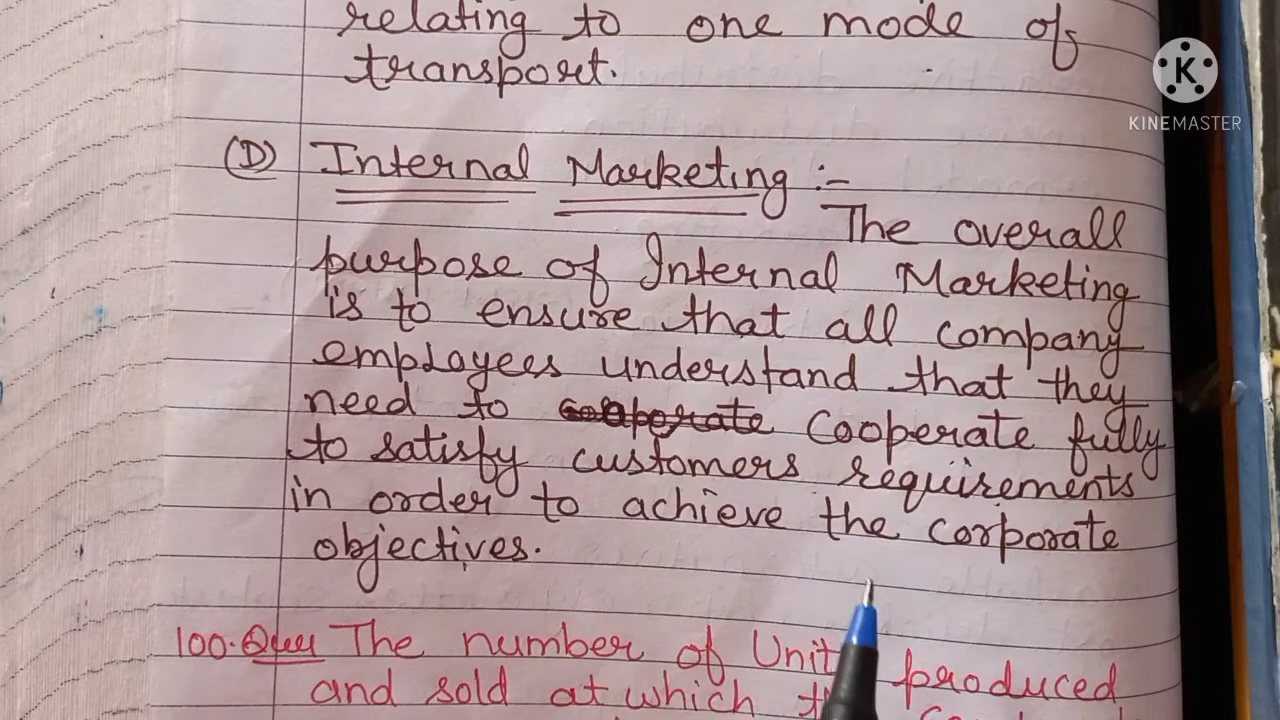 relating to one mode of
transport.
K
KINEMASTER
(D) Internal Marketing :-
The overall
purpose of Internal Marketing
is to ensure that all company
employees understand that they
need to cooperate Cooperate fully
to satisfy customers requirements
in order to achieve the corporate
objectives.
100. Ques The number of Unit produced
and sold at which